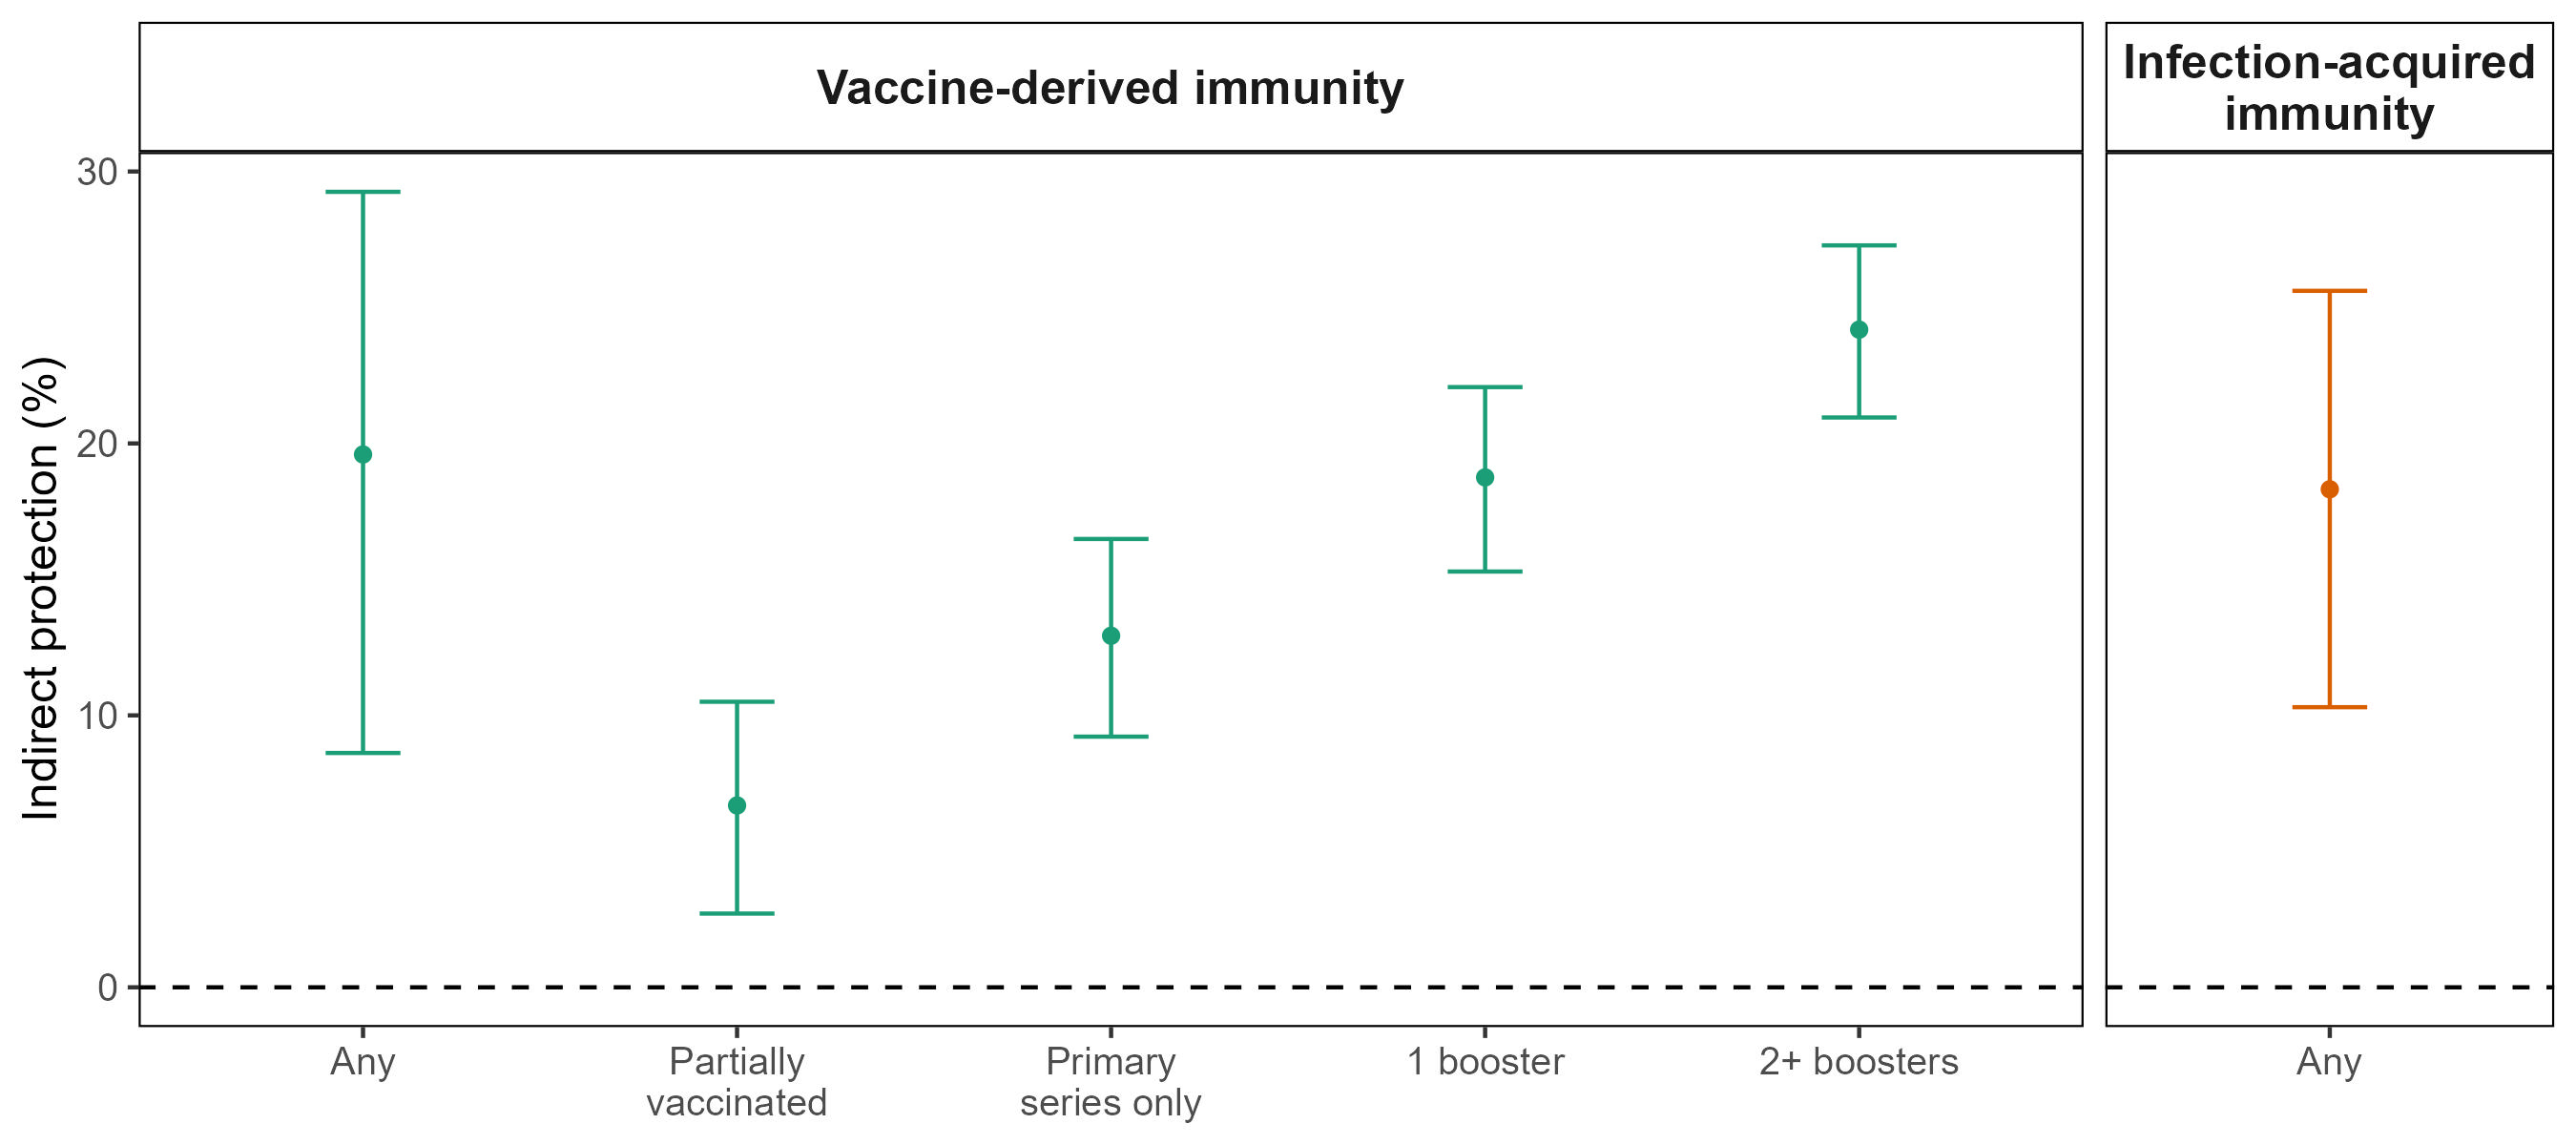 Vaccine-derived immunity
Infection-acquired
immunity
Indirect protection (%)
30
20
10
0
Any
Partially
vaccinated
Primary
series only
1 booster
2+ boosters
Any